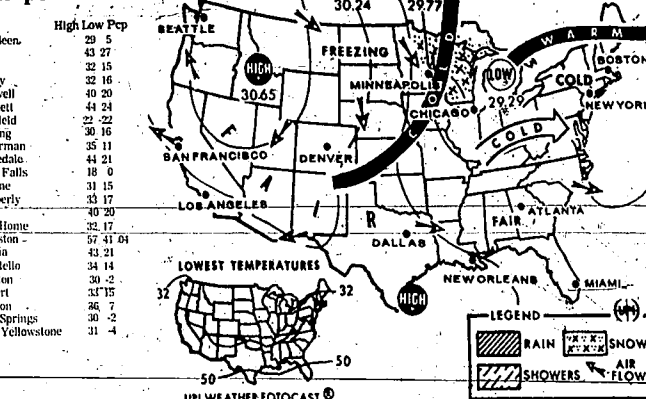 High Low Pcp
29 5
43 27
32 15
32 16
40 20
44 24
22 -22
30 16
35 11
44 21
Falls 18 0
31 15
33 17
40 20
Home 32 17
57 41 .04
43 21
34 14
30 -2
33 15
36 7
Springs 30 -2
Yellowstone 31 -4
30.24 29.77
SEATTLE
FREEZING
HIGH
30.65
MINNEAPOLIS
LOW
29.29
WARM
BOSTON
COLD
NEW YORK
CHICAGO
COLD
SAN FRANCISCO
DENVER
F A I R
LOS ANGELES
DALLAS
FAIR
ATLANTA
NEW ORLEANS
HIGH
MIAMI
LOWEST TEMPERATURES
32
32
50
50
UPI WEATHER FOTOCAST ®
LEGEND
UPI
RAIN
SNOW
SHOWERS
AIR FLOW